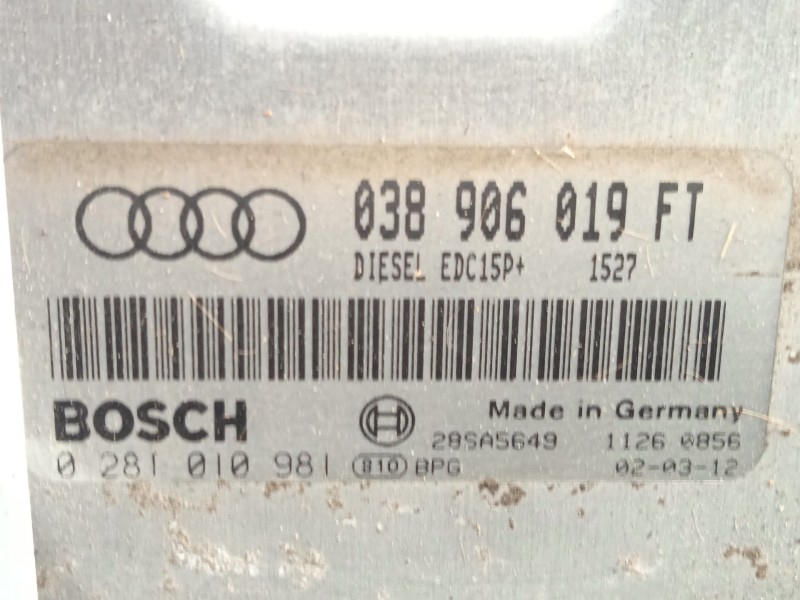 038 906 019 FT
DIESEL EDC15P+ 1527
BOSCH
Made in Germany
28SA5649 1126 0856
0 281 010 981 810 BPG 02-03-12